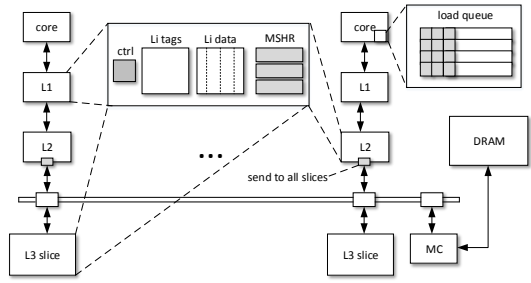 core
ctrl
Li tags
Li data
MSHR
core
load queue
L1
L1
L2
...
L2
DRAM
send to all slices
L3 slice
L3 slice
MC